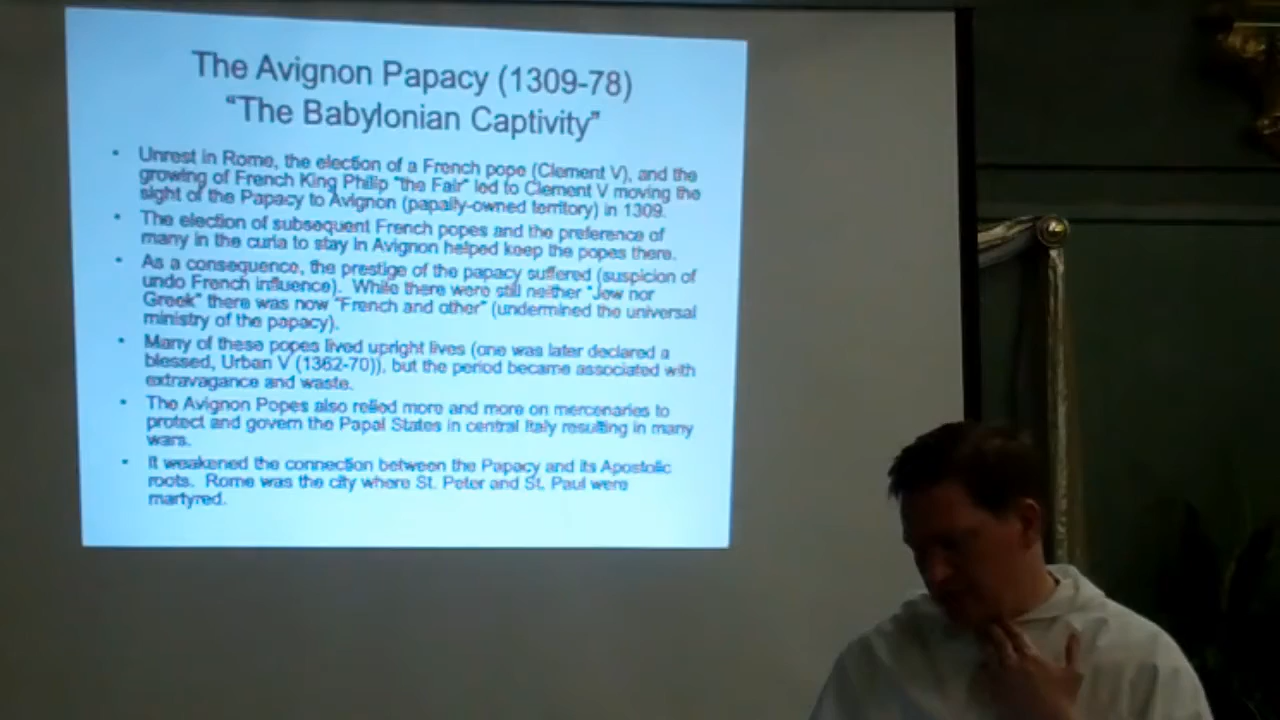 The Avignon Papacy (1309-78)
"The Babylonian Captivity"
• Unrest in Rome, the election of a French pope (Clement V), and the
growing of French King Philip "the Fair" led to Clement V moving the
sight of the Papacy to Avignon (papally-owned territory) in 1309.
• The election of subsequent French popes and the preference of
many in the curia to stay in Avignon helped keep the popes there.
• As a consequence, the prestige of the papacy suffered (suspicion of
undo French influence). While there were still neither "Jew nor
Greek" there was now "French and other" (undermined the universal
ministry of the papacy).
• Many of these popes lived upright lives (one was later declared a
blessed, Urban V (1362-70)), but the period became associated with
extravagance and waste.
• The Avignon Popes also relied more and more on mercenaries to
protect and govern the Papal States in central Italy resulting in many
wars.
• It weakened the connection between the Papacy and its Apostolic
roots. Rome was the city where St. Peter and St. Paul were
martyred.